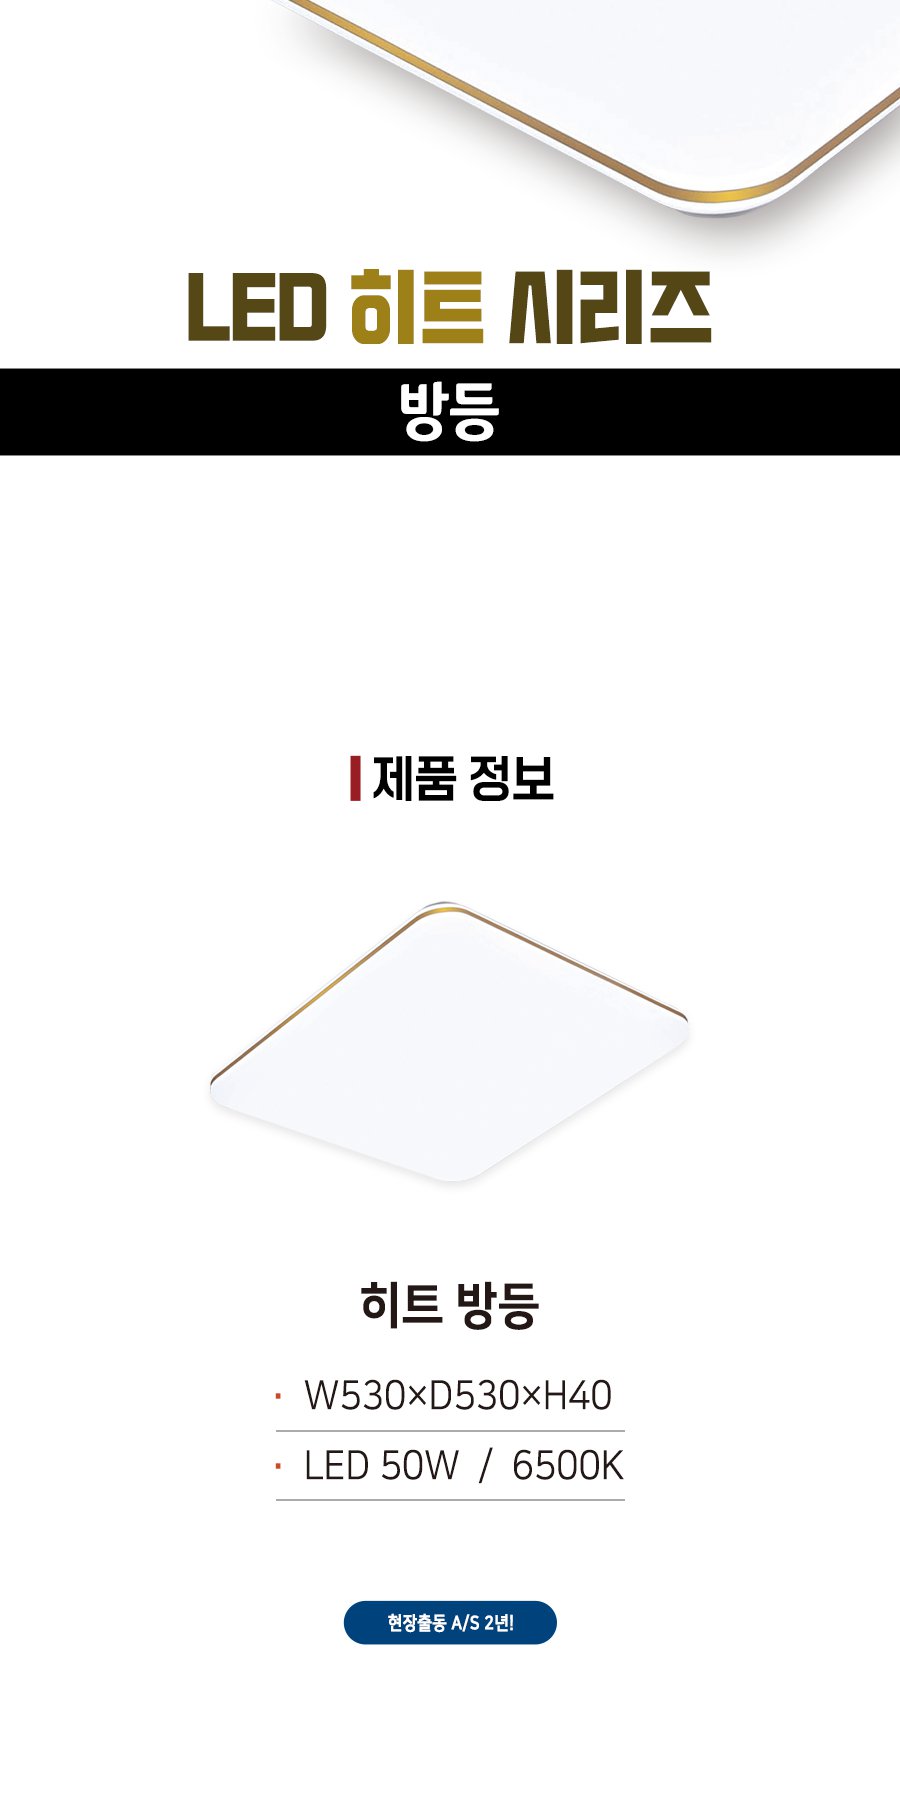 LED 히트 시리즈
방등
제품 정보
히트 방등
· W530×D530×H40
· LED 50W / 6500K
현장출동 A/S 2년!